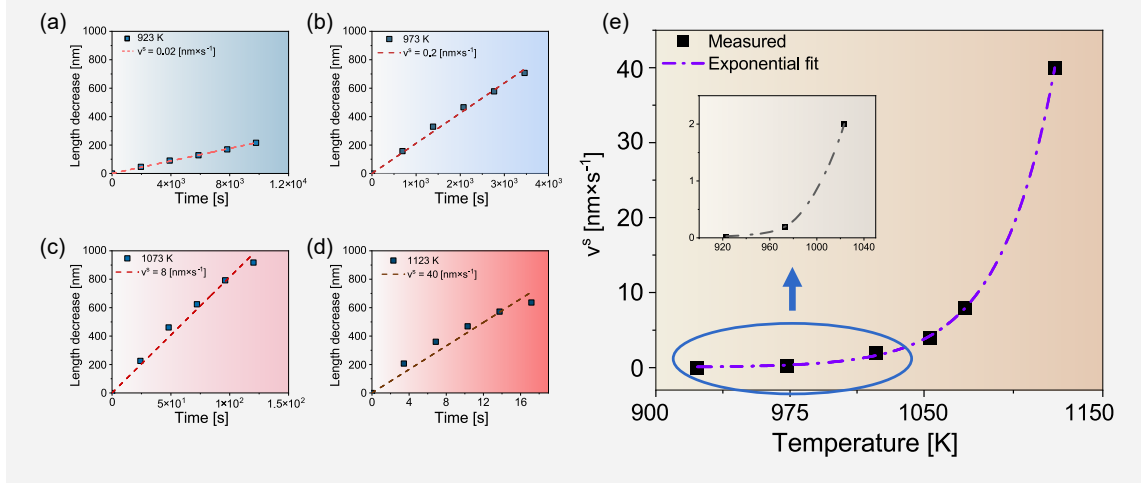 (a)
1000
800
600
400
200
0
Length decrease [nm]
923 K
vˢ = 0.02 [nm×s⁻¹]
0
4×10³
8×10³
1.2×10⁴
Time [s]
(b)
1000
800
600
400
200
0
Length decrease [nm]
973 K
vˢ = 0.2 [nm×s⁻¹]
0
1×10³
2×10³
3×10³
4×10³
Time [s]
(c)
1000
800
600
400
200
0
Length decrease [nm]
1073 K
vˢ = 8 [nm×s⁻¹]
0
5×10¹
1×10²
1.5×10²
Time [s]
(d)
1000
800
600
400
200
0
Length decrease [nm]
1123 K
vˢ = 40 [nm×s⁻¹]
0
4
8
12
16
Time [s]
(e)
Measured
Exponential fit
40
30
20
10
0
vˢ [nm×s⁻¹]
2
1
0
920
960
1000
1040
900
975
1050
1150
Temperature [K]